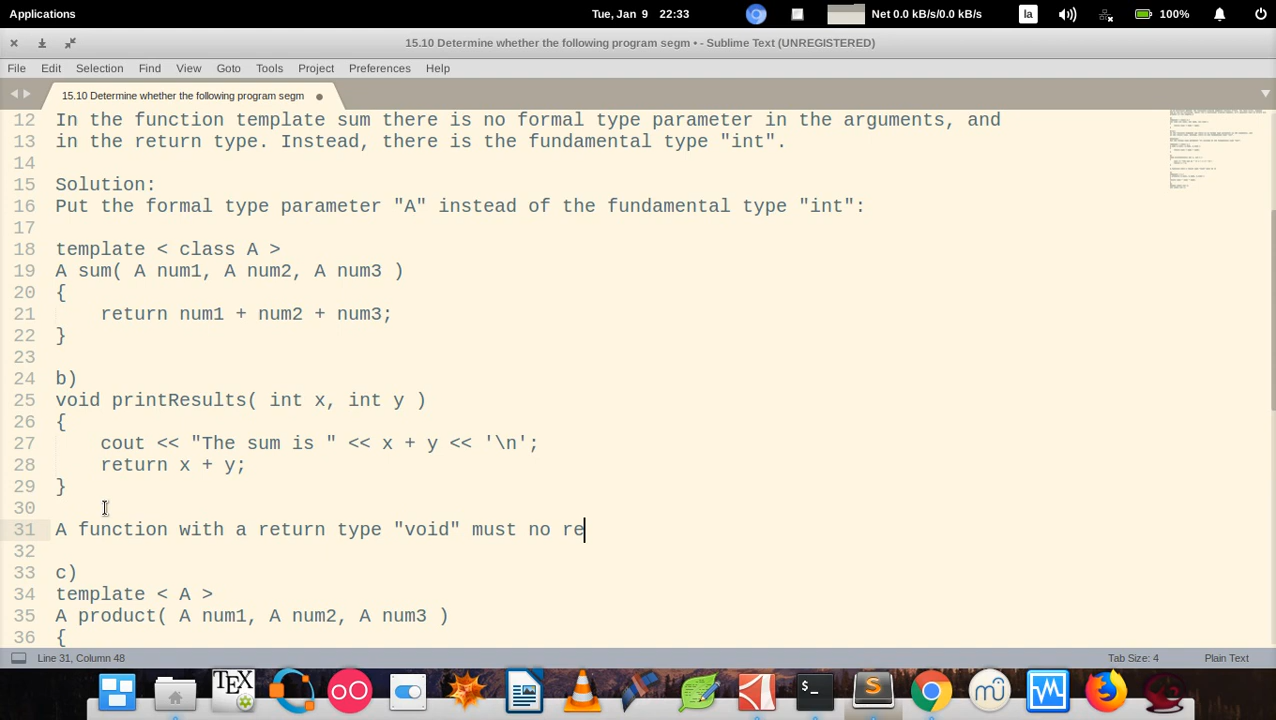 Applications
Tue, Jan 9 22:33
Net 0.0 kB/s/0.0 kB/s
la
100%
15.10 Determine whether the following program segm • - Sublime Text (UNREGISTERED)
File Edit Selection Find View Goto Tools Project Preferences Help
15.10 Determine whether the following program segm
12 In the function template sum there is no formal type parameter in the arguments, and
13 in the return type. Instead, there is the fundamental type "int".
14
15 Solution:
16 Put the formal type parameter "A" instead of the fundamental type "int":
17
18 template < class A >
19 A sum( A num1, A num2, A num3 )
20 {
21 return num1 + num2 + num3;
22 }
23
24 b)
25 void printResults( int x, int y )
26 {
27 cout << "The sum is " << x + y << '\n';
28 return x + y;
29 }
30
31 A function with a return type "void" must no re
32
33 c)
34 template < A >
35 A product( A num1, A num2, A num3 )
36 {
Line 31, Column 48
Tab Size: 4
Plain Text
TEX